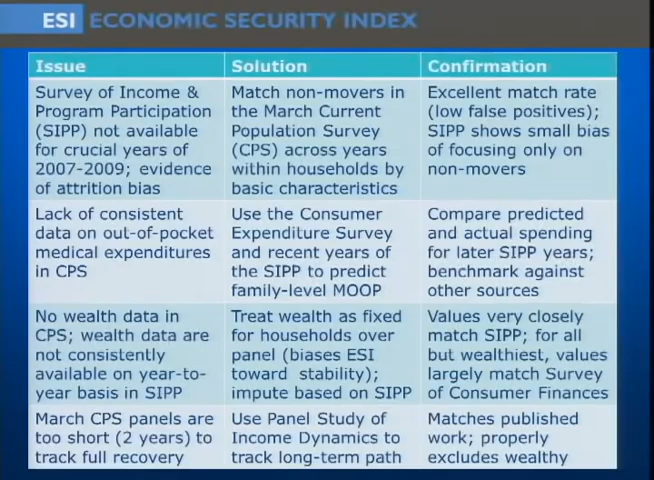 ESI ECONOMIC SECURITY INDEX
Issue
Solution
Confirmation
Survey of Income &
Program Participation
(SIPP) not available
for crucial years of
2007-2009; evidence
of attrition bias
Match non-movers in
the March Current
Population Survey
(CPS) across years
within households by
basic characteristics
Excellent match rate
(low false positives);
SIPP shows small bias
of focusing only on
non-movers
Lack of consistent
data on out-of-pocket
medical expenditures
in CPS
Use the Consumer
Expenditure Survey
and recent years of
the SIPP to predict
family-level MOOP
Compare predicted
and actual spending
for later SIPP years;
benchmark against
other sources
No wealth data in
CPS; wealth data are
not consistently
available on year-to-
year basis in SIPP
Treat wealth as fixed
for households over
panel (biases ESI
toward stability);
impute based on SIPP
Values very closely
match SIPP; for all
but wealthiest, values
largely match Survey
of Consumer Finances
March CPS panels are
too short (2 years) to
track full recovery
Use Panel Study of
Income Dynamics to
track long-term path
Matches published
work; properly
excludes wealthy